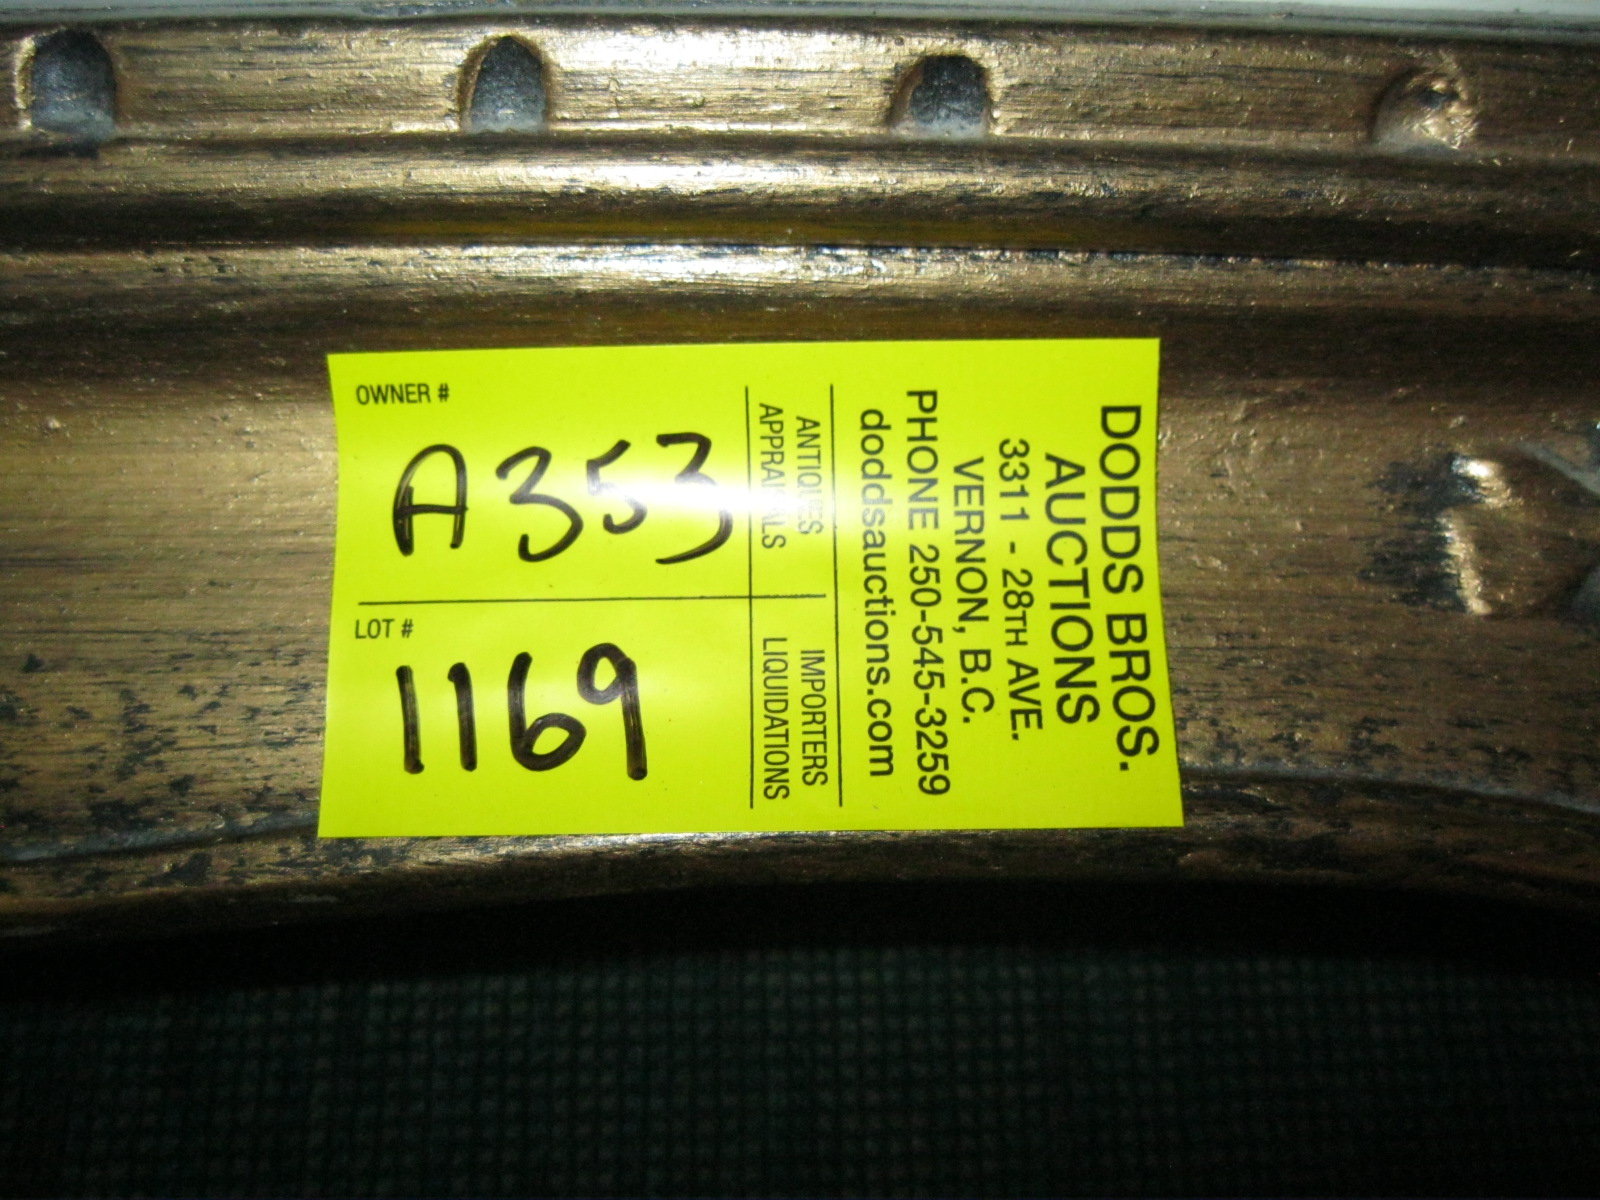 DODDS BROS.
AUCTIONS
3311 - 28TH AVE.
VERNON, B.C.
PHONE 250-545-3259
doddsauctions.com
ANTIQUES
APPRAISALS
IMPORTERS
LIQUIDATIONS
OWNER #
A353
LOT #
1169